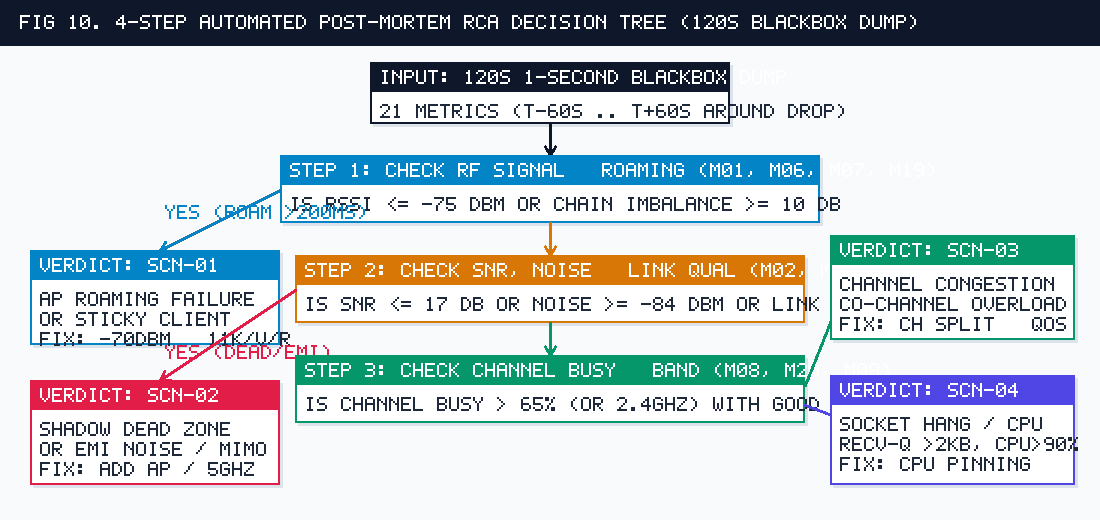 FIG 10. 4-STEP AUTOMATED POST-MORTEM RCA DECISION TREE (120S BLACKBOX DUMP)
INPUT: 120S 1-SECOND BLACKBOX DUMP
21 METRICS (T-60S .. T+60S AROUND DROP)
STEP 1: CHECK RF SIGNAL ROAMING (M01, M06, M07, M19)
IS RSSI <= -75 DBM OR CHAIN IMBALANCE >= 10 DB
YES (ROAM >200MS)
VERDICT: SCN-01
AP ROAMING FAILURE
OR STICKY CLIENT
FIX: -70DBM 11K/V/R
STEP 2: CHECK SNR, NOISE LINK QUAL (M02,
IS SNR <= 17 DB OR NOISE >= -84 DBM OR LINK
YES (DEAD/EMI)
VERDICT: SCN-02
SHADOW DEAD ZONE
OR EMI NOISE / MIMO
FIX: ADD AP / 5GHZ
STEP 3: CHECK CHANNEL BUSY BAND (M08,
IS CHANNEL BUSY > 65% (OR 2.4GHZ) WITH GOOD
VERDICT: SCN-03
CHANNEL CONGESTION
CO-CHANNEL OVERLOAD
FIX: CH SPLIT QOS
VERDICT: SCN-04
SOCKET HANG / CPU
RECV-Q >2KB, CPU>90%
FIX: CPU PINNING